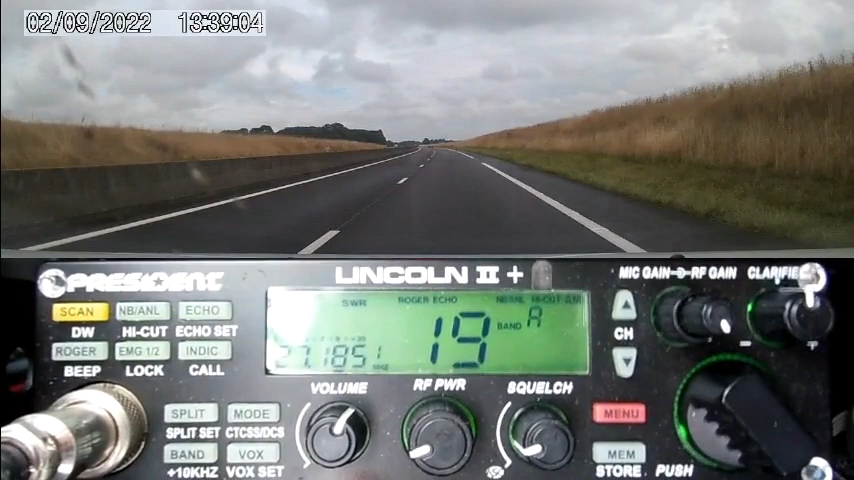 02/09/2022 13:39:04
PRESIDENT LINCOLN II + MIC GAIN RF GAIN CLARIFIER
SCAN NB/ANL ECHO
DW HI-CUT ECHO SET
ROGER EMG 1/2 INDIC
BEEP LOCK CALL
SWR ROGER ECHO NB/ANL HI-CUT
19 BAND A
27.1851
CH
VOLUME RF PWR SQUELCH
SPLIT MODE
SPLIT SET CTCSS/DCS
BAND VOX
+10KHZ VOX SET
MENU
MEM
STORE PUSH